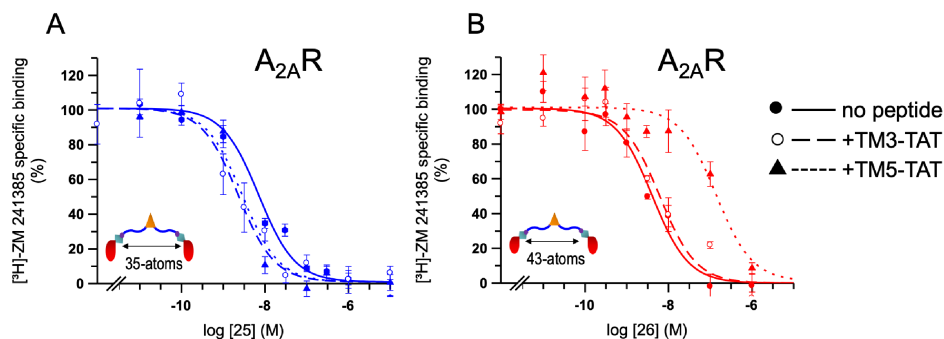 A
A2AR
[³H]-ZM 241385 specific binding
(%)
120
100
80
60
40
20
0
35-atoms
-10
-8
-6
log [25] (M)
B
A2AR
[³H]-ZM 241385 specific binding
(%)
120
100
80
60
40
20
0
43-atoms
-10
-8
-6
log [26] (M)
no peptide
+TM3-TAT
+TM5-TAT